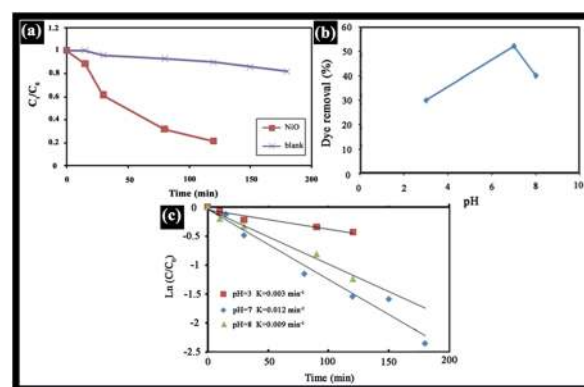 (a)
1.2
1
0.8
0.6
0.4
0.2
0
Ct/C0
NiO
blank
0 50 100 150 200
Time (min)
(b)
60
50
40
30
20
10
0
Dye removal (%)
0 2 4 6 8 10
pH
(c)
0
-0.5
-1
-1.5
-2
-2.5
Ln (C/C0)
pH=3 K=0.003 min⁻¹
pH=7 K=0.012 min⁻¹
pH=8 K=0.009 min⁻¹
0 50 100 150 200
Time (min)